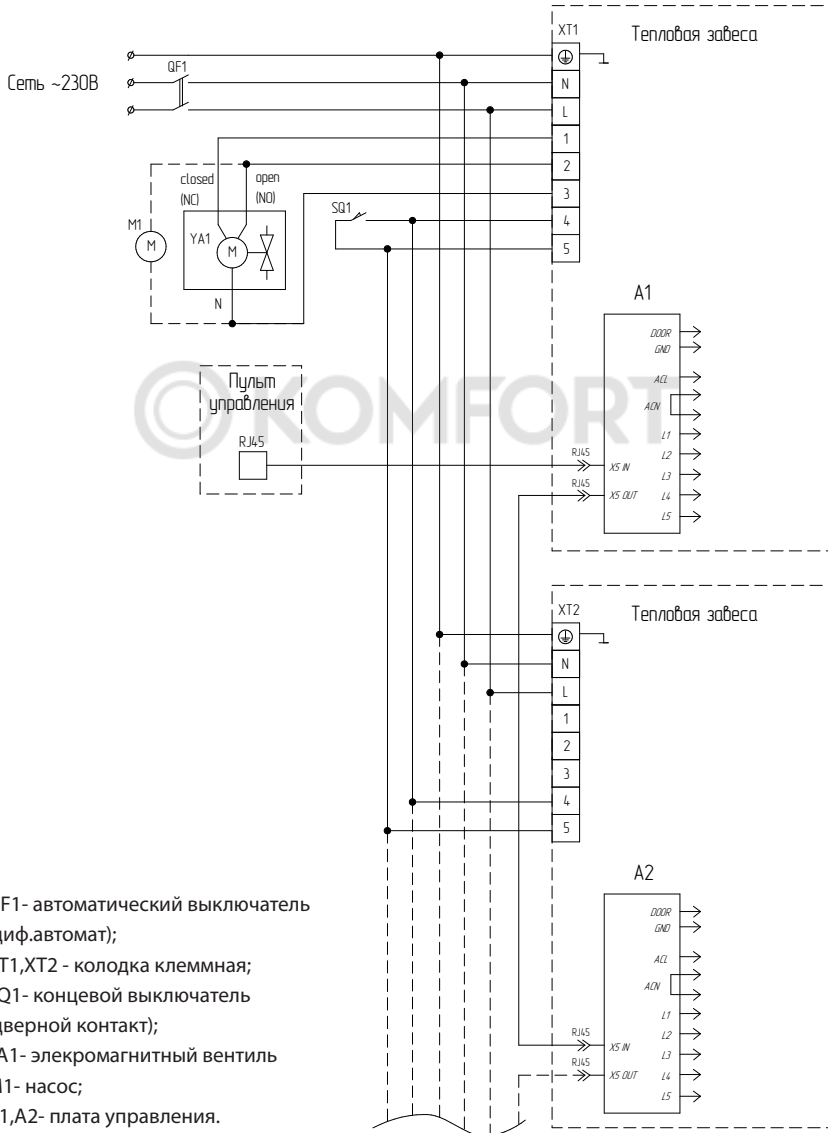 XT1
Тепловая завеса
Сеть ~230В
QF1
N
L
1
2
3
4
5
closed
(NC)
open
(NO)
M1
M
YA1
M
N
SQ1
A1
DOOR
GND
ACL
ACN
L1
L2
L3
L4
L5
RJ45
X5 IN
RJ45
X5 OUT
KOMFORT
Пульт
управления
RJ45
XT2
Тепловая завеса
N
L
1
2
3
4
5
A2
DOOR
GND
ACL
ACN
L1
L2
L3
L4
L5
RJ45
X5 IN
RJ45
X5 OUT
F1- автоматический выключатель
диф.автомат);
T1,XT2 - колодка клеммная;
Q1- концевой выключатель
дверной контакт);
A1- элекромагнитный вентиль
1- насос;
1,A2- плата управления.